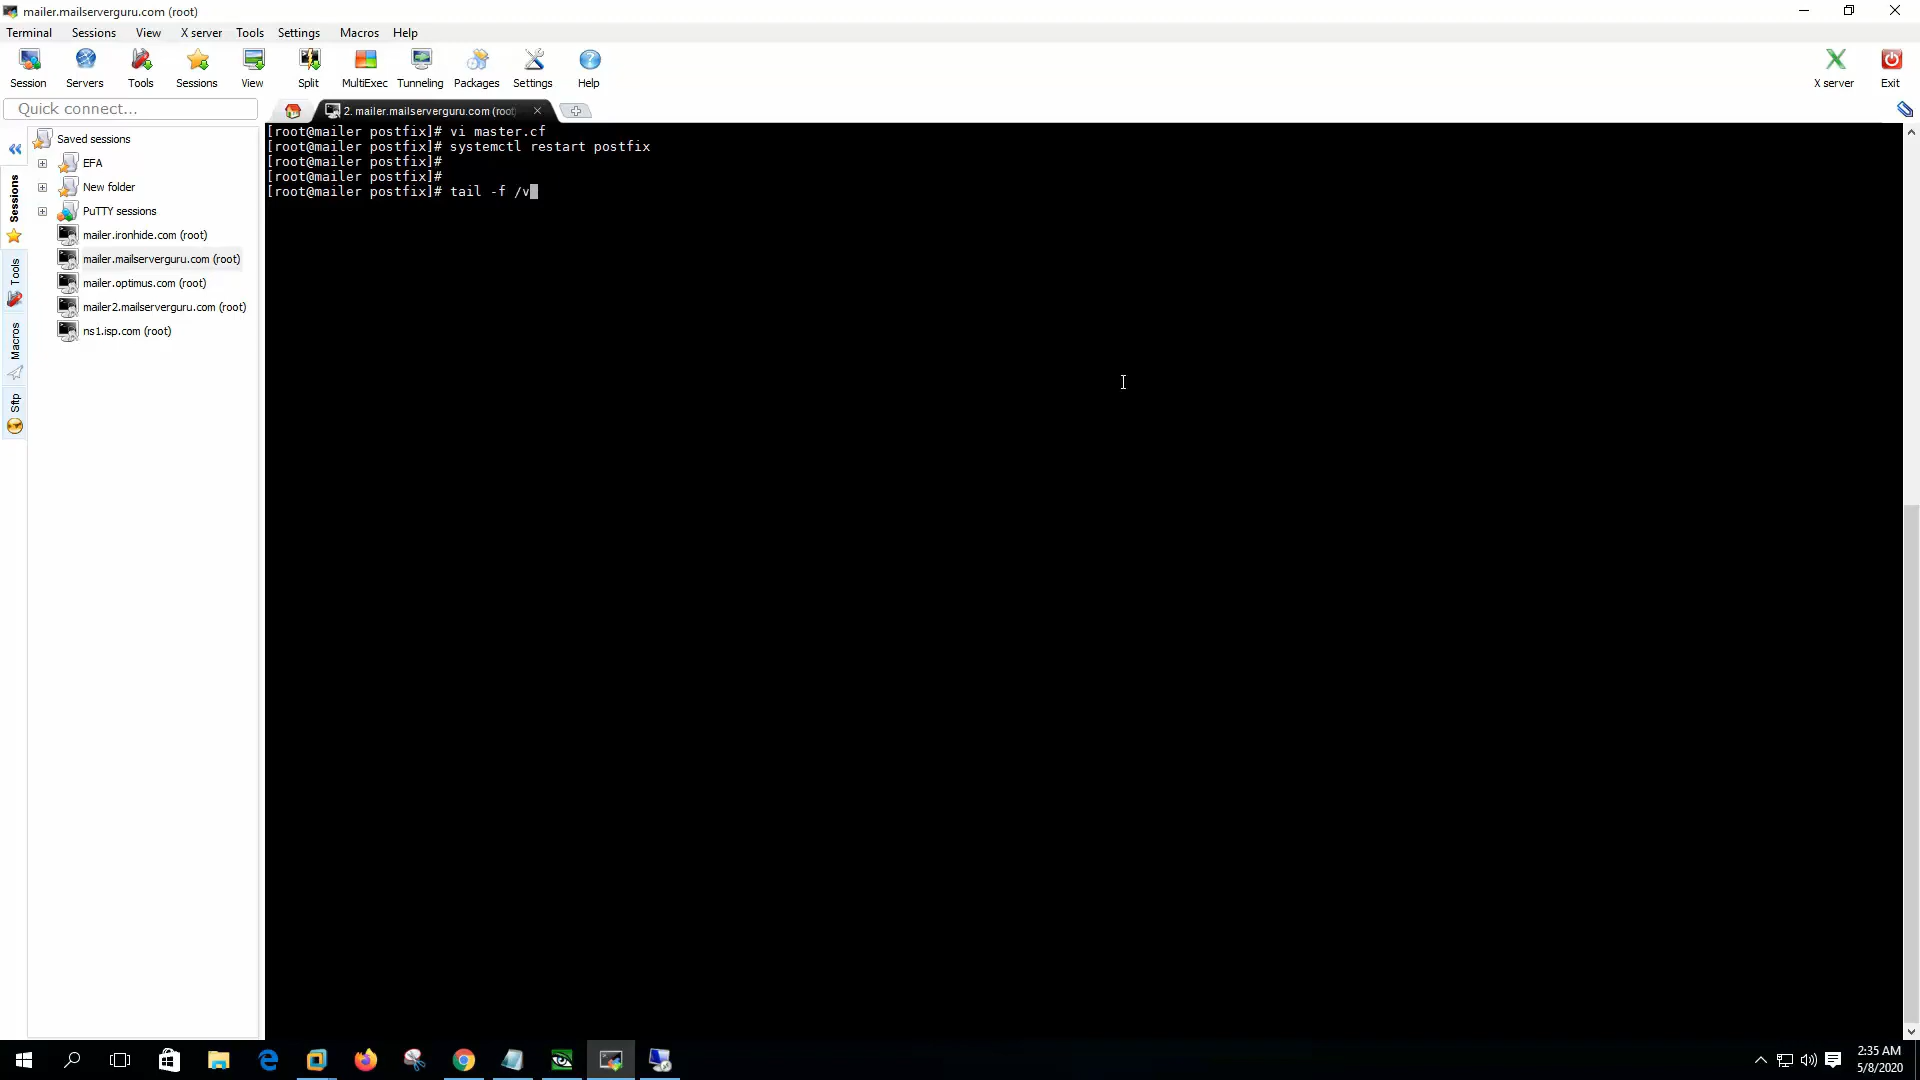 mailer.mailserverguru.com (root)
Terminal Sessions View X server Tools Settings Macros Help
Session Servers Tools Sessions View Split MultiExec Tunneling Packages Settings Help X server Exit
Quick connect...
2. mailer.mailserverguru.com (root
Saved sessions
EFA
New folder
PuTTY sessions
mailer.ironhide.com (root)
mailer.mailserverguru.com (root)
mailer.optimus.com (root)
mailer2.mailserverguru.com (root)
ns1.isp.com (root)
Sessions
Tools
Macros
Sftp
[root@mailer postfix]# vi master.cf
[root@mailer postfix]# systemctl restart postfix
[root@mailer postfix]#
[root@mailer postfix]#
[root@mailer postfix]# tail -f /v
2:35 AM
5/8/2020